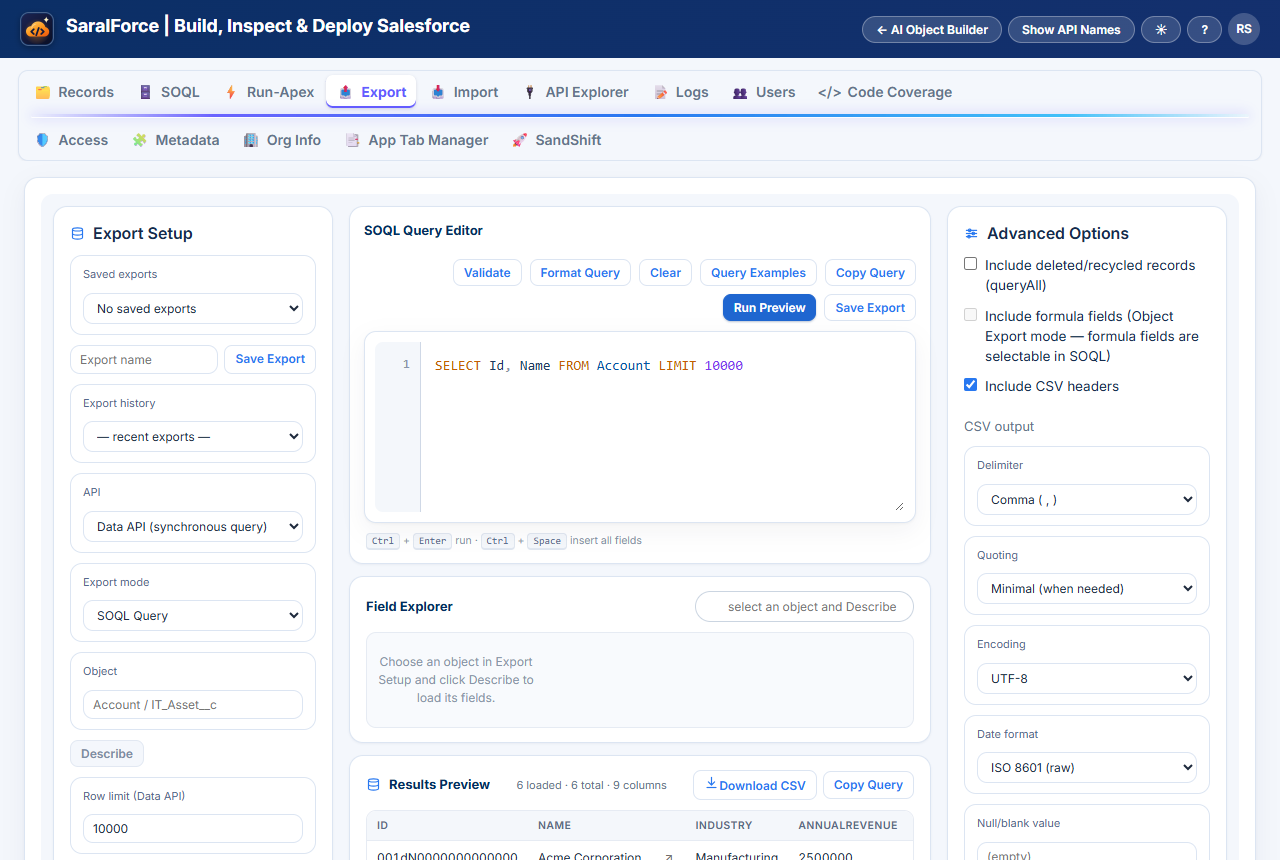 SaralForce | Build, Inspect & Deploy Salesforce
← AI Object Builder
Show API Names
?
RS
Records
SOQL
Run-Apex
Export
Import
API Explorer
Logs
Users
</> Code Coverage
Access
Metadata
Org Info
App Tab Manager
SandShift
Export Setup
Saved exports
No saved exports
Export name
Save Export
Export history
— recent exports —
API
Data API (synchronous query)
Export mode
SOQL Query
Object
Account / IT_Asset__c
Describe
Row limit (Data API)
10000
SOQL Query Editor
Validate
Format Query
Clear
Query Examples
Copy Query
Run Preview
Save Export
1
SELECT Id, Name FROM Account LIMIT 10000
Ctrl + Enter run · Ctrl + Space insert all fields
Field Explorer
select an object and Describe
Choose an object in Export
Setup and click Describe to
load its fields.
Results Preview
6 loaded · 6 total · 9 columns
Download CSV
Copy Query
ID NAME INDUSTRY ANNUALREVENUE
001dN0000000000000 Acme Corporation ↗ Manufacturing 2500000
Advanced Options
Include deleted/recycled records
(queryAll)
Include formula fields (Object
Export mode — formula fields are
selectable in SOQL)
Include CSV headers
CSV output
Delimiter
Comma ( , )
Quoting
Minimal (when needed)
Encoding
UTF-8
Date format
ISO 8601 (raw)
Null/blank value
(empty)